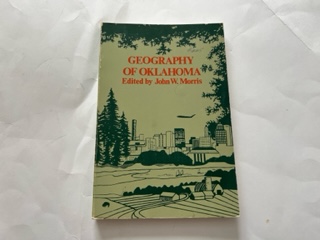 GEOGRAPHY
OF OKLAHOMA
Edited by John W. Morris